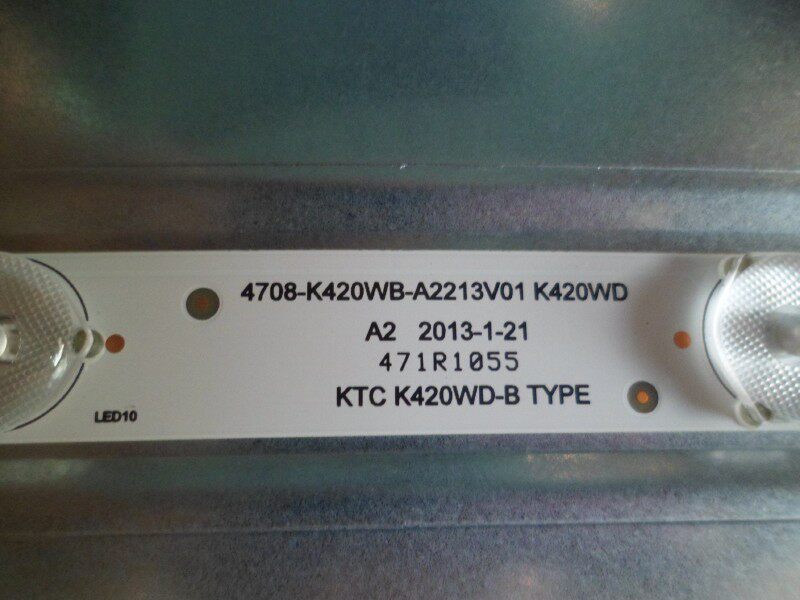 4708-K420WB-A2213V01 K420WD
A2 2013-1-21
471R1055
KTC K420WD-B TYPE
LED10